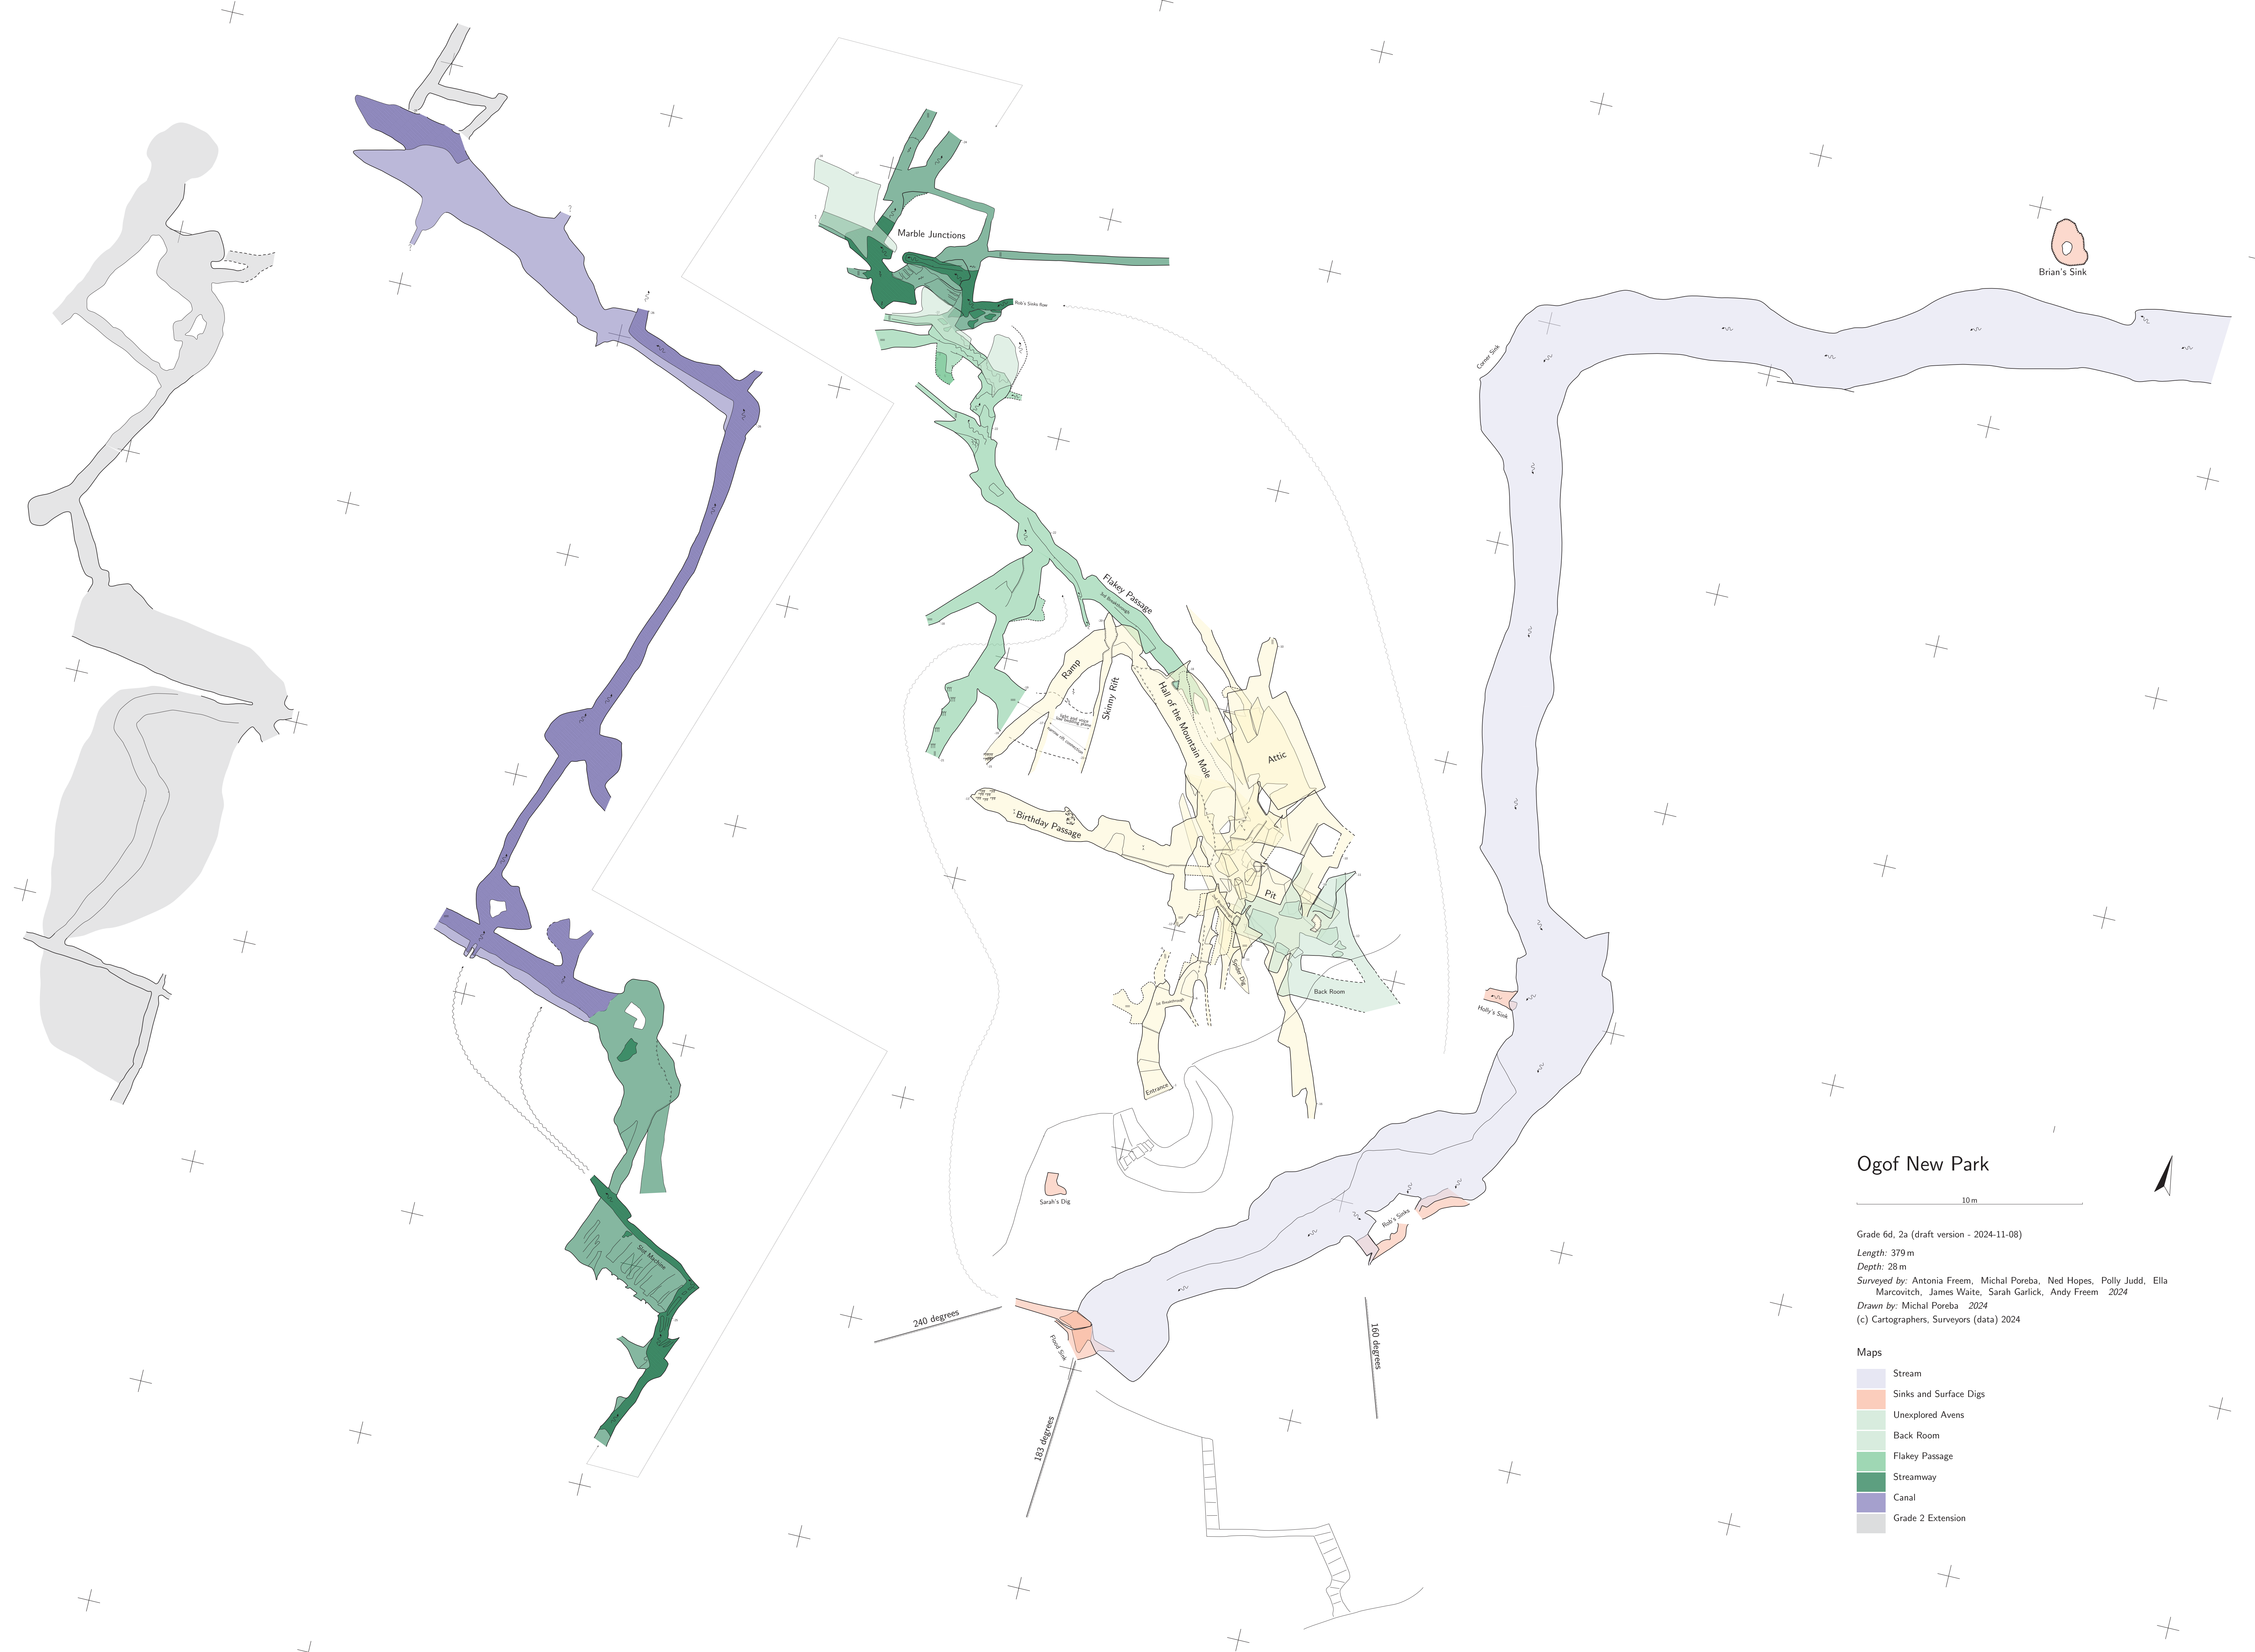 Marble Junctions
Rob's Sinks flow
Brian's Sink
Corner Sink
Flakey Passage
3rd Breakthrough
Ramp
Skinny Rift
Hall of the Mountain Mole
Attic
Birthday Passage
Pit
Spider Dig
Back Room
1st Breakthrough
Entrance
Holly's Sink
Slot Machine
Sarah's Dig
Rob's Sinks
Flood Sink
240 degrees
183 degrees
160 degrees
Ogof New Park
10 m
Grade 6d, 2a (draft version - 2024-11-08)
Length: 379 m
Depth: 28 m
Surveyed by: Antonia Freem, Michal Poreba, Ned Hopes, Polly Judd, Ella
Marcovitch, James Waite, Sarah Garlick, Andy Freem 2024
Drawn by: Michal Poreba 2024
(c) Cartographers, Surveyors (data) 2024
Maps
Stream
Sinks and Surface Digs
Unexplored Avens
Back Room
Flakey Passage
Streamway
Canal
Grade 2 Extension